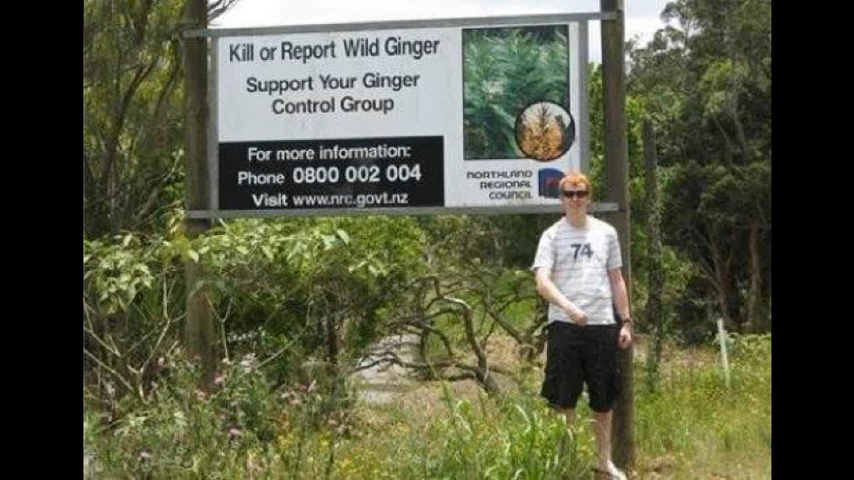 Kill or Report Wild Ginger
Support Your Ginger
Control Group
For more information:
Phone 0800 002 004
Visit www.nrc.govt.nz
NORTHLAND
REGIONAL
COUNCIL
74